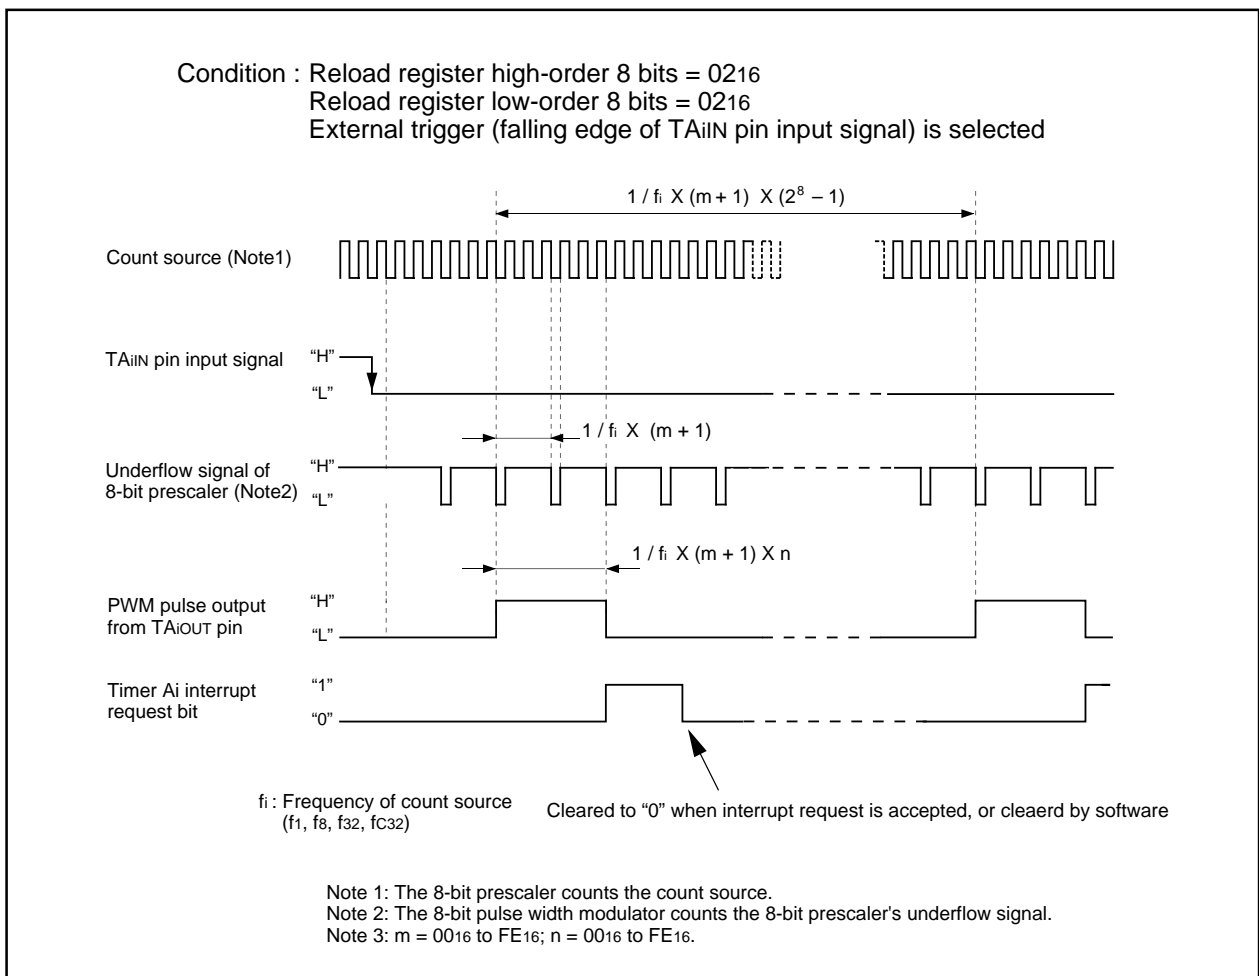 Condition : Reload register high-order 8 bits = 0216
Reload register low-order 8 bits = 0216
External trigger (falling edge of TAiIN pin input signal) is selected
1 / fi X (m + 1) X (2⁸ – 1)
Count source (Note1)
TAiIN pin input signal
“H”
“L”
1 / fi X (m + 1)
Underflow signal of
8-bit prescaler (Note2)
“H”
“L”
1 / fi X (m + 1) X n
PWM pulse output
from TAiOUT pin
“H”
“L”
Timer Ai interrupt
request bit
“1”
“0”
fi : Frequency of count source
(f1, f8, f32, fC32)
Cleared to “0” when interrupt request is accepted, or cleaerd by software
Note 1: The 8-bit prescaler counts the count source.
Note 2: The 8-bit pulse width modulator counts the 8-bit prescaler's underflow signal.
Note 3: m = 0016 to FE16; n = 0016 to FE16.